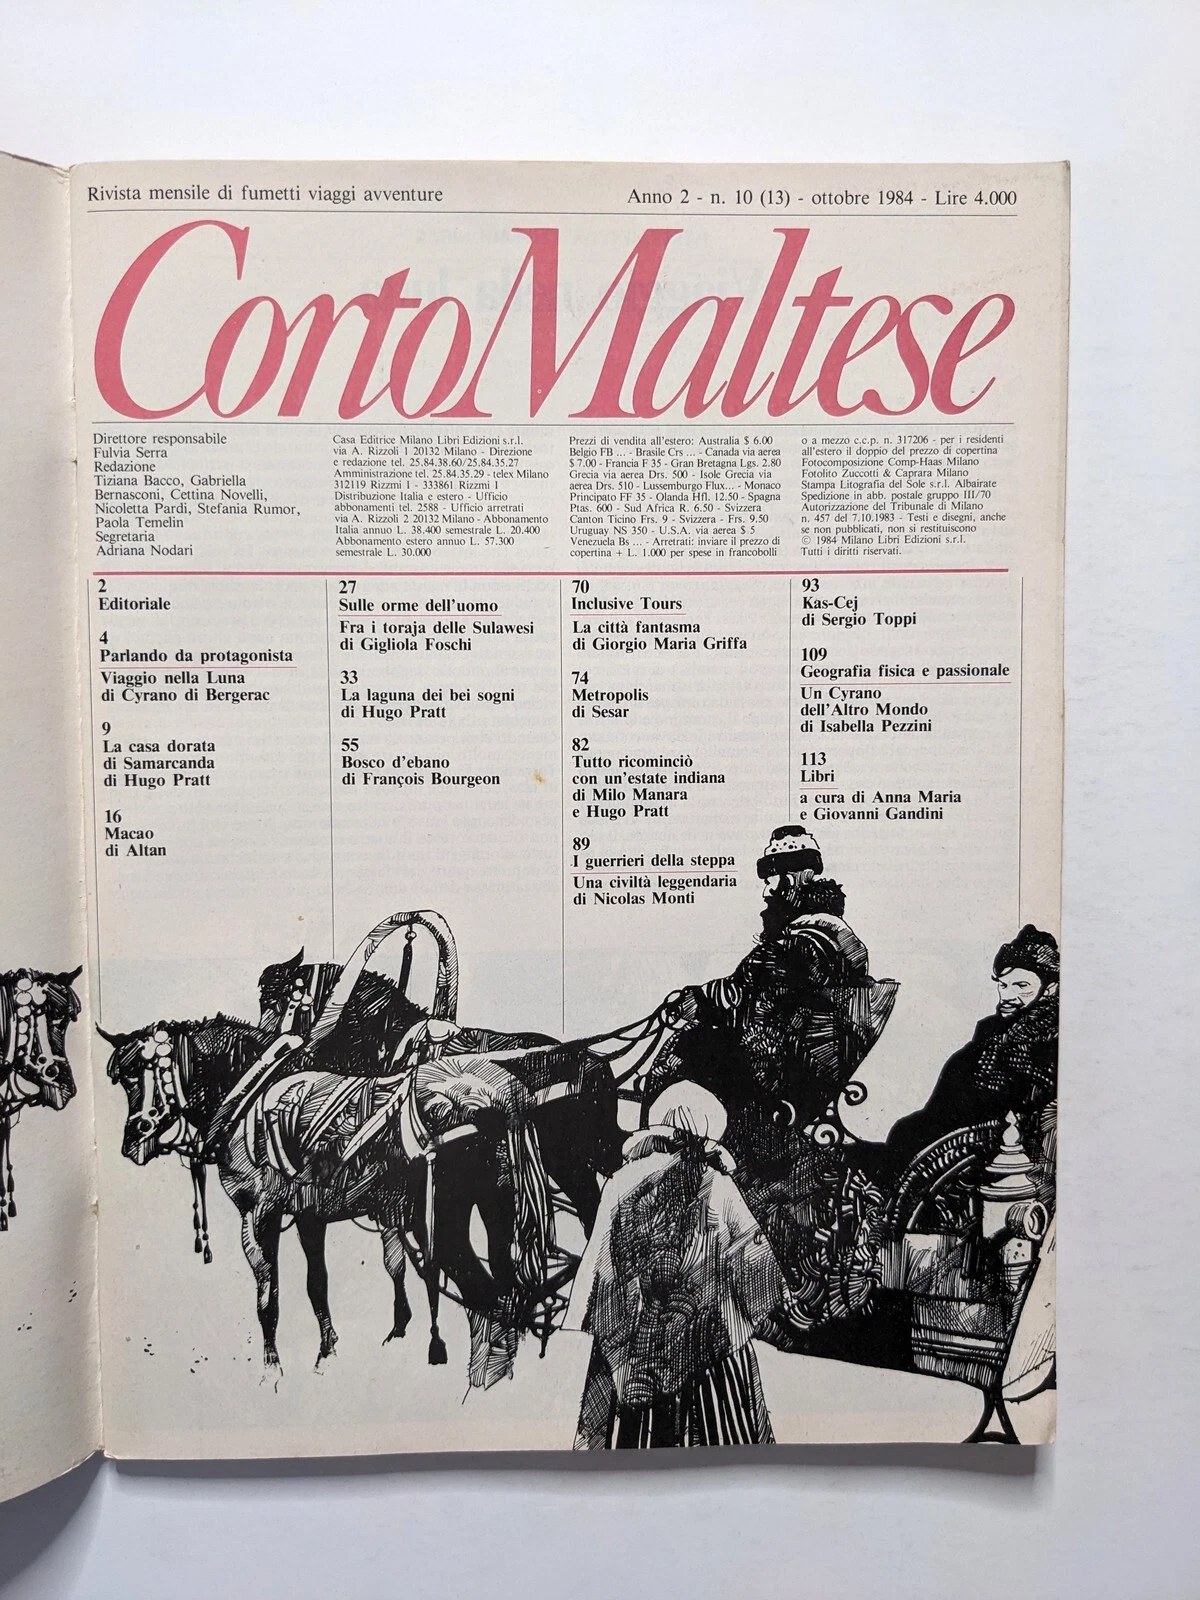 Rivista mensile di fumetti viaggi avventure
Anno 2 - n. 10 (13) - ottobre 1984 - Lire 4.000
Corto Maltese
Direttore responsabile
Fulvia Serra
Redazione
Tiziana Bacco, Gabriella
Bernasconi, Cettina Novelli,
Nicoletta Pardi, Stefania Rumor,
Paola Temelin
Segretaria
Adriana Nodari
Casa Editrice Milano Libri Edizioni s.r.l.
via A. Rizzoli 1 20132 Milano - Direzione
e redazione tel. 25.84.38.60/25.84.35.27
Amministrazione tel. 25.84.35.29 - telex Milano
312119 Rizzmi I - 333861 Rizzmi I
Distribuzione Italia e estero - Ufficio
abbonamenti tel. 2588 - Ufficio arretrati
via A. Rizzoli 2 20132 Milano - Abbonamento
Italia annuo L. 38.400 semestrale L. 20.400
Abbonamento estero annuo L. 57.300
semestrale L. 30.000
Prezzi di vendita all'estero: Australia $ 6.00
Belgio FB ... - Brasile Crs ... - Canada via aerea
$ 7.00 - Francia F 35 - Gran Bretagna Lgs. 2.80
Grecia via aerea Drs. 500 - Isole Grecia via
aerea Drs. 510 - Lussemburgo Flux... - Monaco
Principato FF 35 - Olanda Hfl. 12.50 - Spagna
Ptas. 600 - Sud Africa R. 6.50 - Svizzera
Canton Ticino Frs. 9 - Svizzera - Frs. 9.50
Uruguay NS 350 - U.S.A. via aerea $ 5
Venezuela Bs ... - Arretrati: inviare il prezzo di
copertina + L. 1.000 per spese in francobolli
o a mezzo c.c.p. n. 317206 - per i residenti
all'estero il doppio del prezzo di copertina
Fotocomposizione Comp-Haas Milano
Fotolito Zuccotti & Caprara Milano
Stampa Litografia del Sole s.r.l. Albairate
Spedizione in abb. postale gruppo III/70
Autorizzazione del Tribunale di Milano
n. 457 del 7.10.1983 - Testi e disegni, anche
se non pubblicati, non si restituiscono
© 1984 Milano Libri Edizioni s.r.l.
Tutti i diritti riservati.
2
Editoriale
4
Parlando da protagonista
Viaggio nella Luna
di Cyrano di Bergerac
9
La casa dorata
di Samarcanda
di Hugo Pratt
16
Macao
di Altan
27
Sulle orme dell'uomo
Fra i toraja delle Sulawesi
di Gigliola Foschi
33
La laguna dei bei sogni
di Hugo Pratt
55
Bosco d'ebano
di François Bourgeon
70
Inclusive Tours
La città fantasma
di Giorgio Maria Griffa
74
Metropolis
di Sesar
82
Tutto ricominciò
con un'estate indiana
di Milo Manara
e Hugo Pratt
89
I guerrieri della steppa
Una civiltà leggendaria
di Nicolas Monti
93
Kas-Cej
di Sergio Toppi
109
Geografia fisica e passionale
Un Cyrano
dell'Altro Mondo
di Isabella Pezzini
113
Libri
a cura di Anna Maria
e Giovanni Gandini